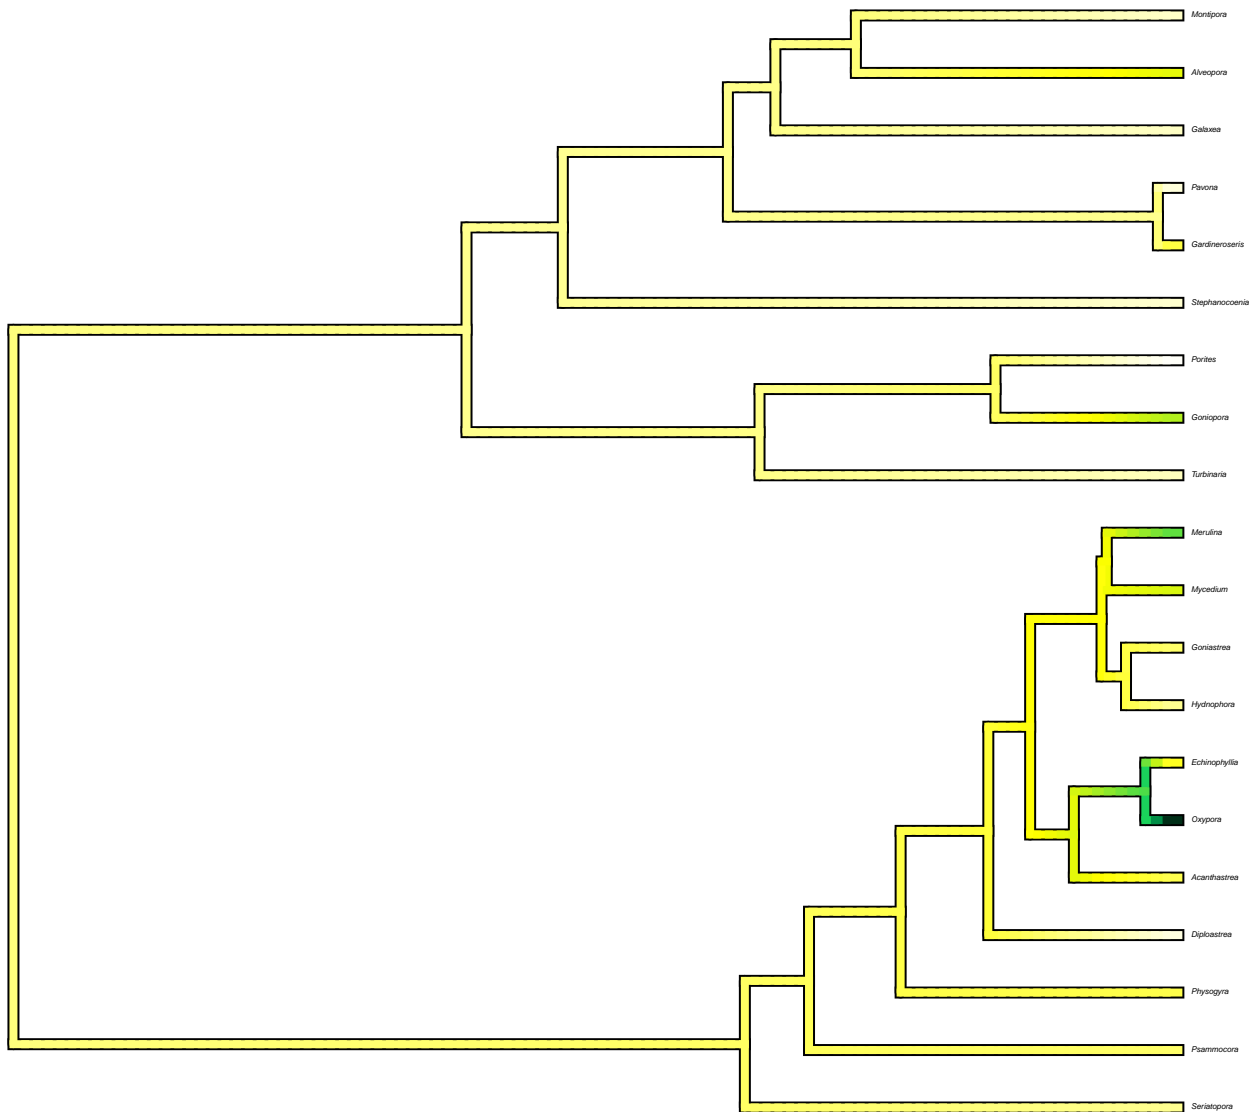 Montipora
Alveopora
Galaxea
Pavona
Gardineroseris
Stephanocoenia
Porites
Goniopora
Turbinaria
Merulina
Mycedium
Goniastrea
Hydnophora
Echinophyllia
Oxypora
Acanthastrea
Diploastrea
Physogyra
Psammocora
Seriatopora